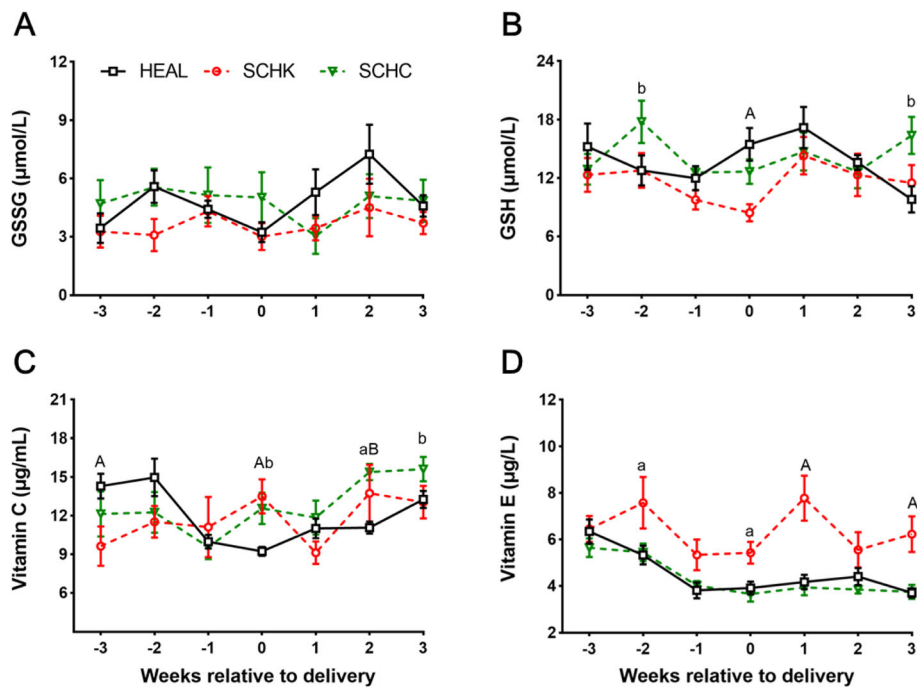 A
HEAL SCHK SCHC
GSSG (µmol/L)
12
9
6
3
0
-3 -2 -1 0 1 2 3
B
GSH (µmol/L)
24
18
12
6
0
b A b
-3 -2 -1 0 1 2 3
C
Vitamin C (µg/mL)
21
18
15
12
9
6
A Ab aB b
-3 -2 -1 0 1 2 3
Weeks relative to delivery
D
Vitamin E (µg/L)
12
10
8
6
4
2
a a A A
-3 -2 -1 0 1 2 3
Weeks relative to delivery